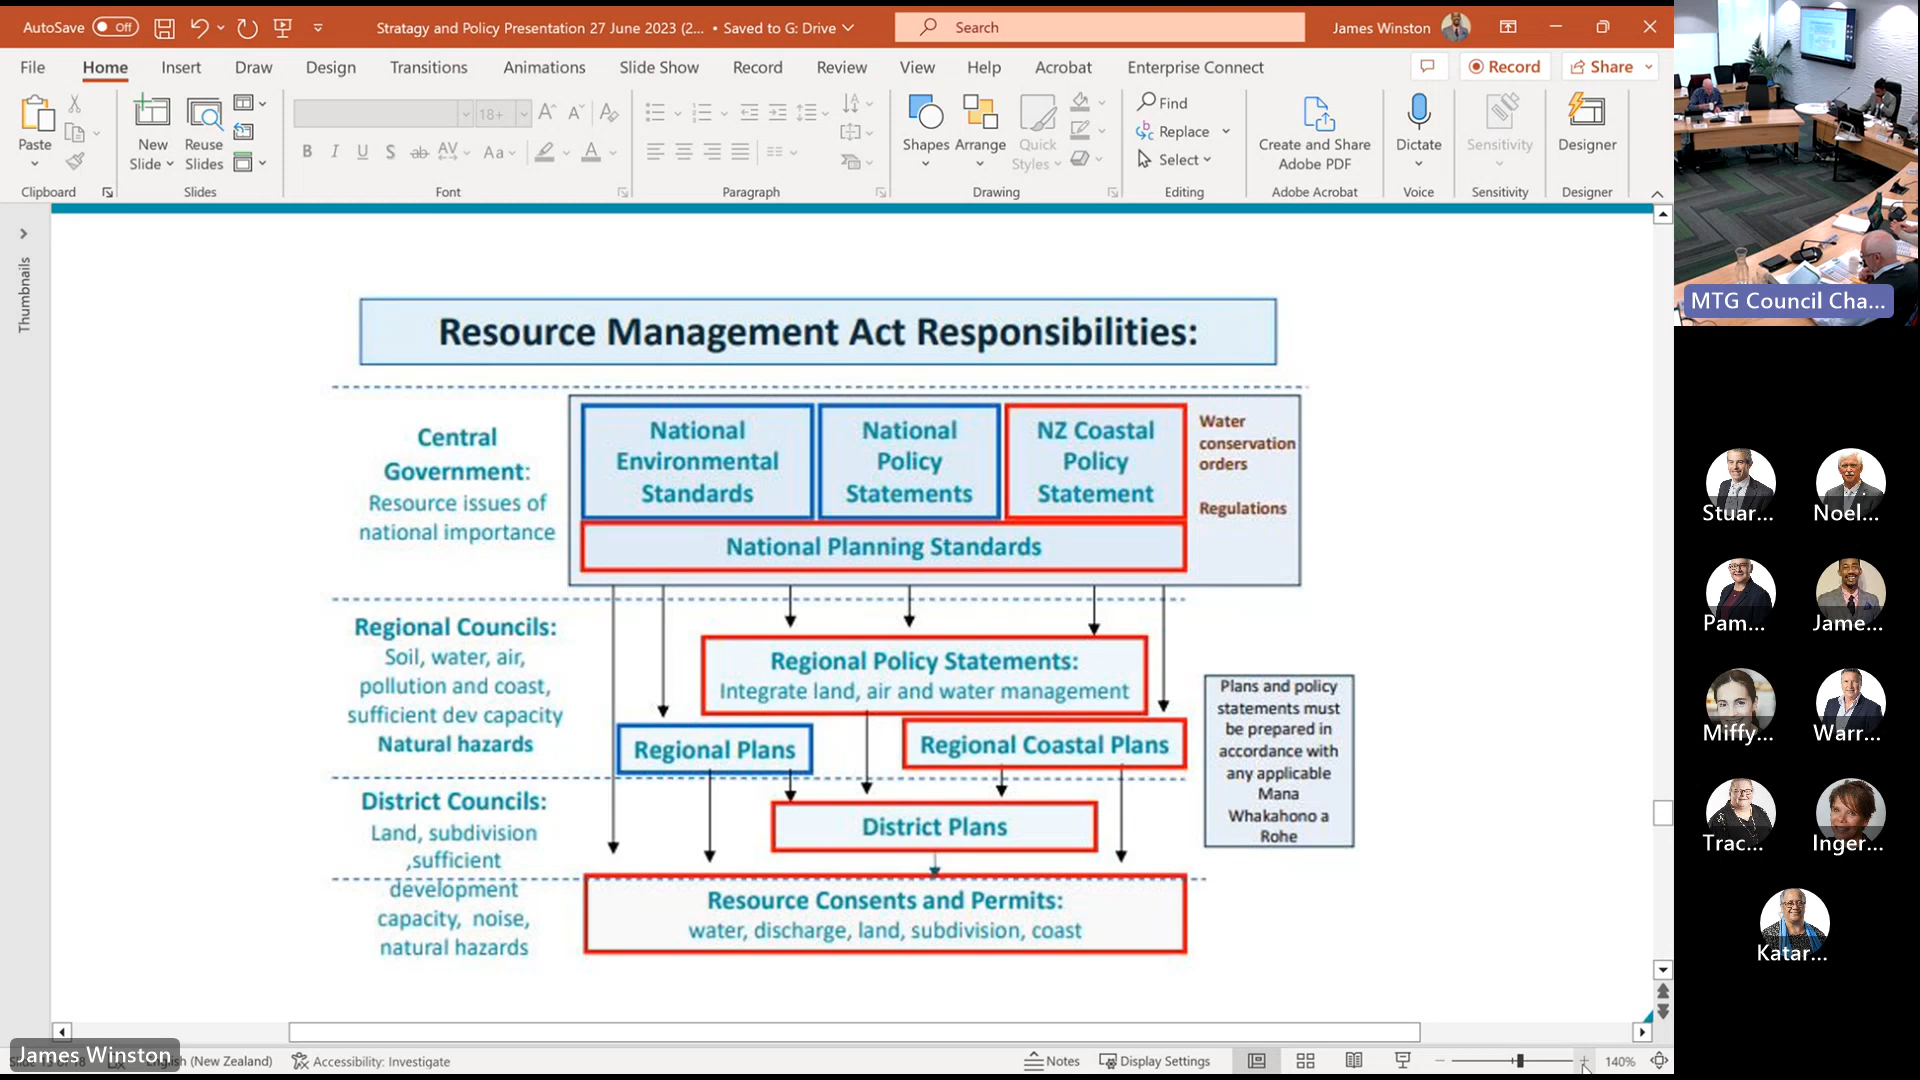 AutoSave Off
Stratagy and Policy Presentation 27 June 2023 (2... • Saved to G: Drive
Search
James Winston
File Home Insert Draw Design Transitions Animations Slide Show Record Review View Help Acrobat Enterprise Connect
Record Share
Paste
Clipboard
New Slide
Reuse Slides
Slides
18+
Font
Paragraph
Shapes
Arrange
Quick Styles
Drawing
Find
Replace
Select
Editing
Create and Share Adobe PDF
Adobe Acrobat
Dictate
Voice
Sensitivity
Sensitivity
Designer
Designer
Thumbnails
Resource Management Act Responsibilities:
Central
Government:
Resource issues of
national importance
National
Environmental
Standards
National
Policy
Statements
NZ Coastal
Policy
Statement
Water
conservation
orders
Regulations
National Planning Standards
Regional Councils:
Soil, water, air,
pollution and coast,
sufficient dev capacity
Natural hazards
Regional Policy Statements:
Integrate land, air and water management
Regional Plans
Regional Coastal Plans
Plans and policy
statements must
be prepared in
accordance with
any applicable
Mana
Whakahono a
Rohe
District Councils:
Land, subdivision
,sufficient
development
capacity, noise,
natural hazards
District Plans
Resource Consents and Permits:
water, discharge, land, subdivision, coast
James Winston
(New Zealand)
Accessibility: Investigate
Notes
Display Settings
140%
MTG Council Cha...
Stuar...
Noel...
Pam...
Jame...
Miffy...
Warr...
Trac...
Inger...
Katar...